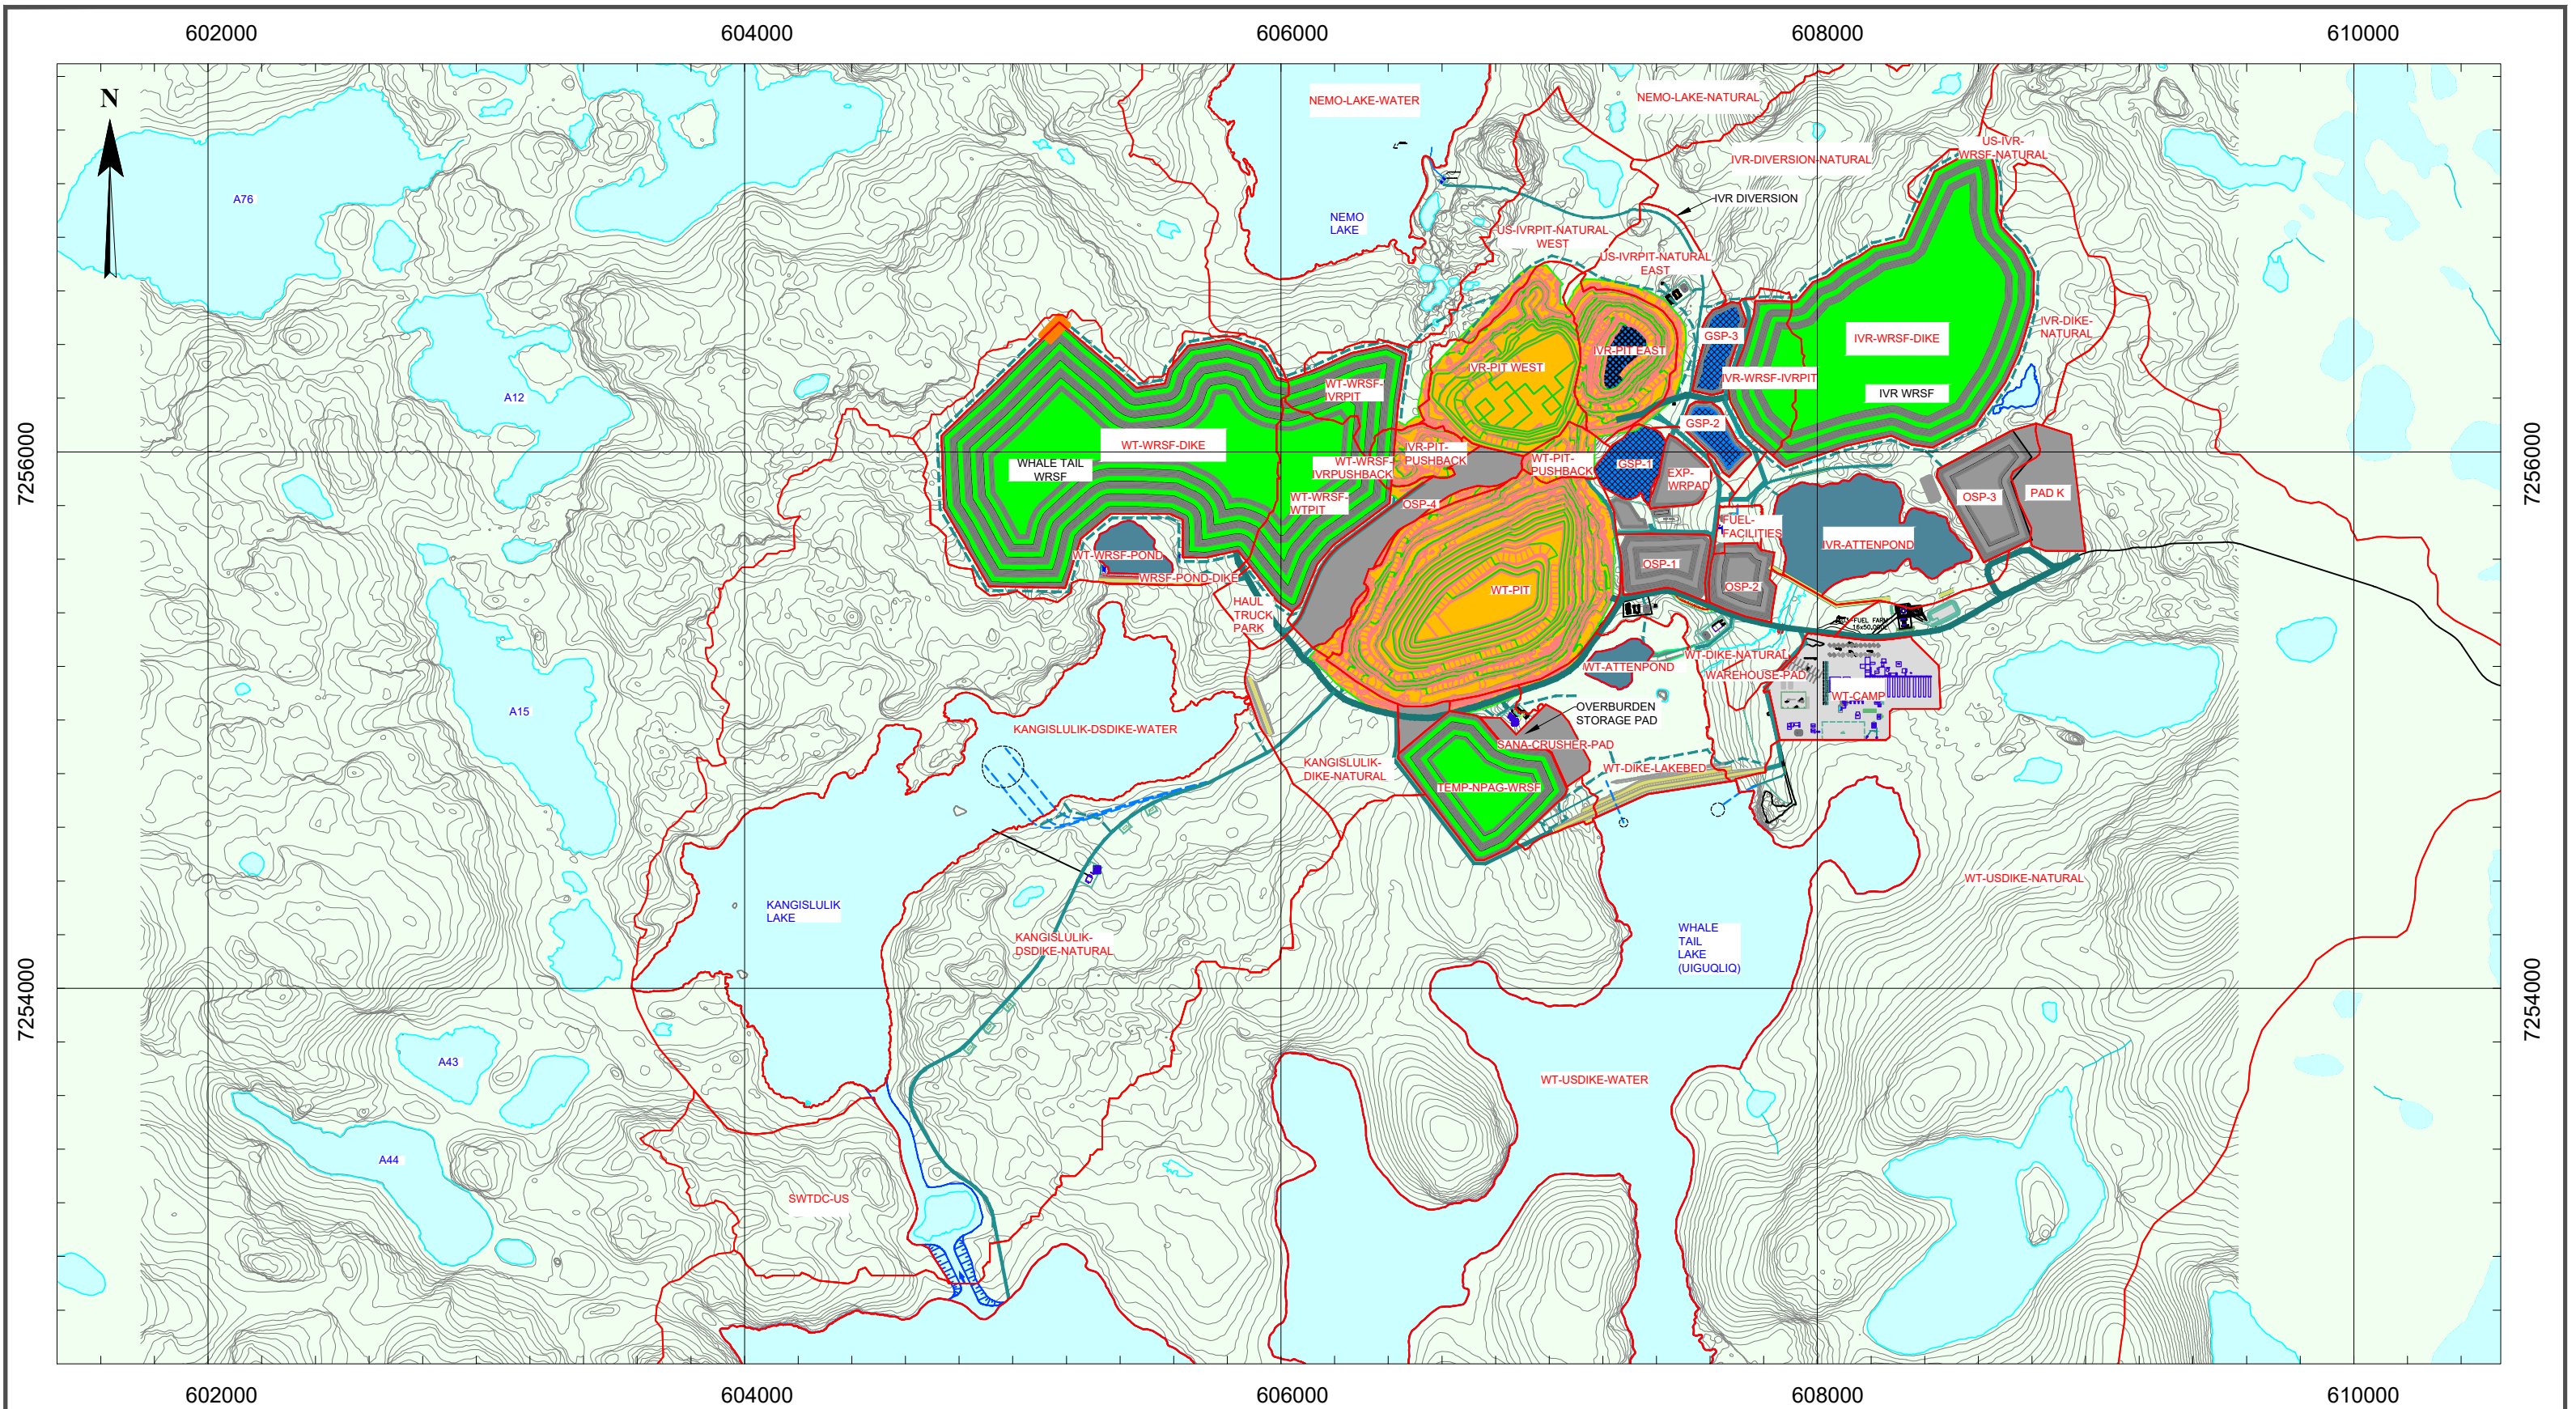 602000
604000
606000
608000
610000
N
NEMO-LAKE-WATER
NEMO-LAKE-NATURAL
US-IVR-
WRSF-NATURAL
IVR-DIVERSION-NATURAL
A76
IVR DIVERSION
NEMO
LAKE
US-IVRPIT-NATURAL
WEST
US-IVRPIT-NATURAL
EAST
IVR-DIKE-
NATURAL
GSP-3
IVR-WRSF-DIKE
IVR-PIT EAST
IVR-PIT WEST
IVR-WRSF-IVRPIT
WT-WRSF-
IVRPIT
IVR WRSF
A12
GSP-2
7256000
7256000
WT-WRSF-DIKE
IVR-PIT-
PUSHBACK
WHALE TAIL
WRSF
WT-WRSF-
IVRPUSHBACK
WT-PIT-
PUSHBACK
GSP-1
EXP-
WRPAD
WT-WRSF-
WTPIT
OSP-4
OSP-3
PAD K
FUEL-
FACILITIES
IVR-ATTENPOND
WT-WRSF-POND
WRSF-POND-DIKE
OSP-1
OSP-2
WT-PIT
HAUL
TRUCK
PARK
FUEL FARM
16x50,000L
WT-DIKE-NATURAL
WT-ATTENPOND
WAREHOUSE-PAD
WT-CAMP
A15
OVERBURDEN
STORAGE PAD
KANGISLULIK-DSDIKE-WATER
SANA-CRUSHER-PAD
KANGISLULIK-
DIKE-NATURAL
WT-DIKE-LAKEBED
TEMP-NPAG-WRSF
WT-USDIKE-NATURAL
KANGISLULIK
LAKE
WHALE
TAIL
LAKE
(UIGUQLIQ)
KANGISLULIK-
DSDIKE-NATURAL
7254000
7254000
A43
WT-USDIKE-WATER
A44
SWTDC-US
602000
604000
606000
608000
610000